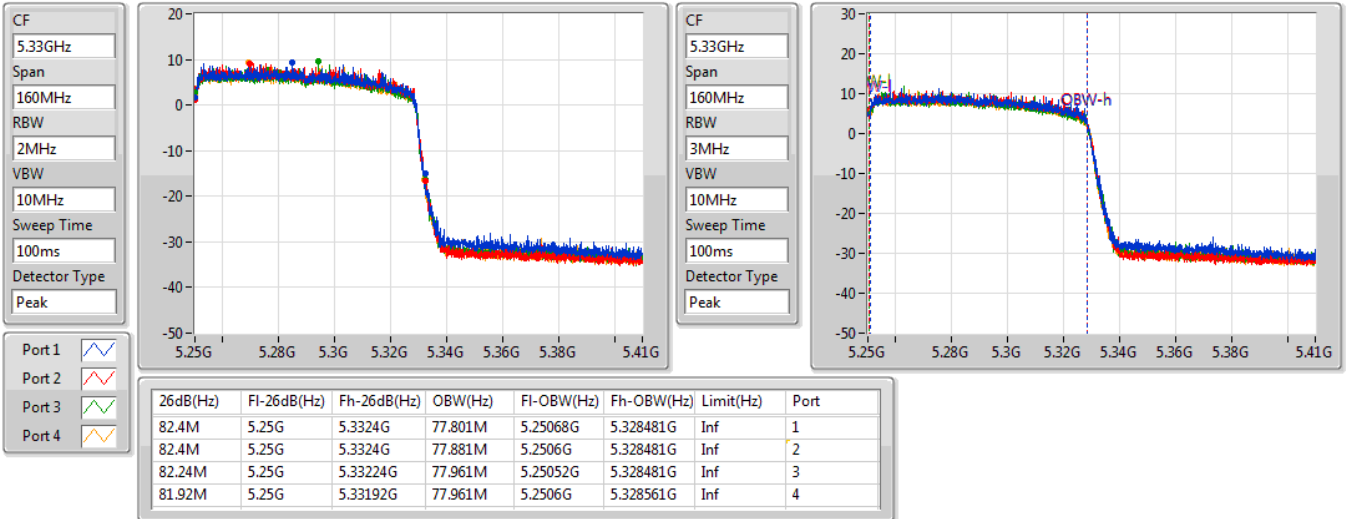 CF
5.33GHz
Span
160MHz
RBW
2MHz
VBW
10MHz
Sweep Time
100ms
Detector Type
Peak
20
10
0
-10
-20
-30
-40
-50
5.25G 5.28G 5.3G 5.32G 5.34G 5.36G 5.38G 5.41G
CF
5.33GHz
Span
160MHz
RBW
3MHz
VBW
10MHz
Sweep Time
100ms
Detector Type
Peak
30
20
10
0
-10
-20
-30
-40
-50
W-l
OBW-h
5.25G 5.28G 5.3G 5.32G 5.34G 5.36G 5.38G 5.41G
Port 1
Port 2
Port 3
Port 4
26dB(Hz) Fl-26dB(Hz) Fh-26dB(Hz) OBW(Hz) Fl-OBW(Hz) Fh-OBW(Hz) Limit(Hz) Port
82.4M 5.25G 5.3324G 77.801M 5.25068G 5.328481G Inf 1
82.4M 5.25G 5.3324G 77.881M 5.2506G 5.328481G Inf 2
82.24M 5.25G 5.33224G 77.961M 5.25052G 5.328481G Inf 3
81.92M 5.25G 5.33192G 77.961M 5.2506G 5.328561G Inf 4